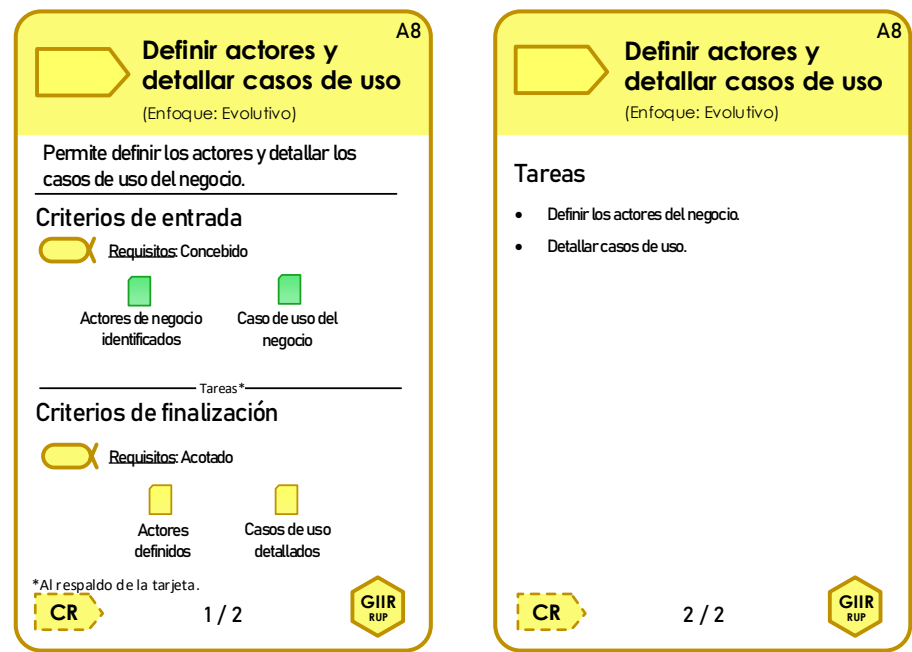 A8
Definir actores y
detallar casos de uso
(Enfoque: Evolutivo)
Permite definir los actores y detallar los
casos de uso del negocio.
Criterios de entrada
Requisitos: Concebido
Actores de negocio
identificados
Caso de uso del
negocio
Tareas*
Criterios de finalización
Requisitos: Acotado
Actores
definidos
Casos de uso
detallados
*Al respaldo de la tarjeta.
CR
1 / 2
GIIR
RUP
A8
Definir actores y
detallar casos de uso
(Enfoque: Evolutivo)
Tareas
• Definir los actores del negocio.
• Detallar casos de uso.
CR
2 / 2
GIIR
RUP